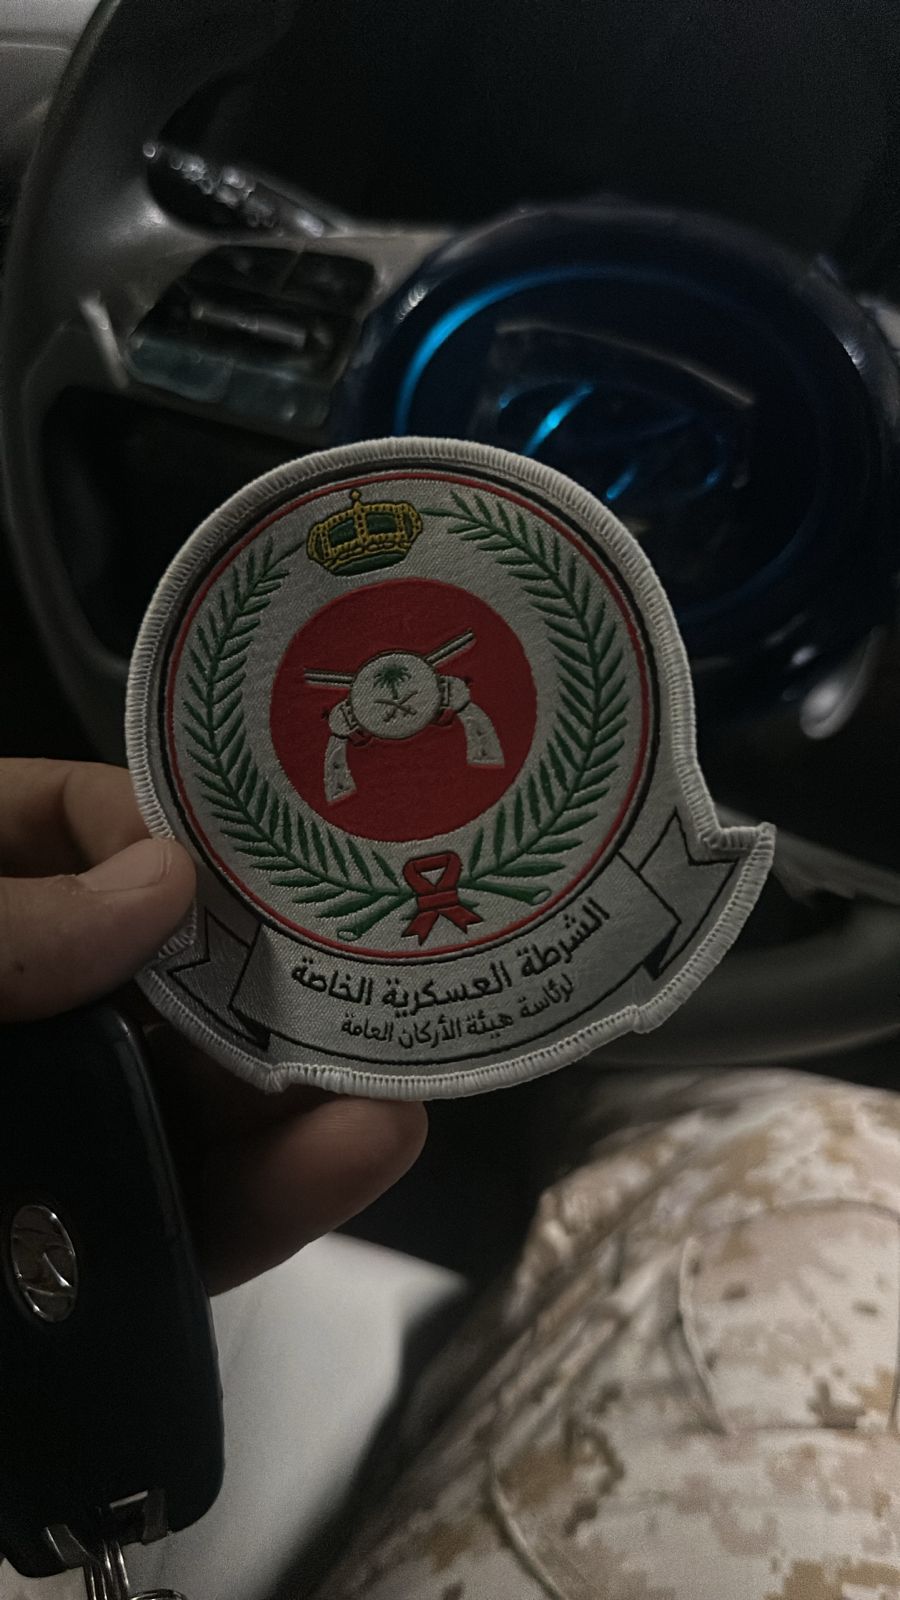 الشرطة العسكرية الخاصة
لرئاسة هيئة الأركان العامة